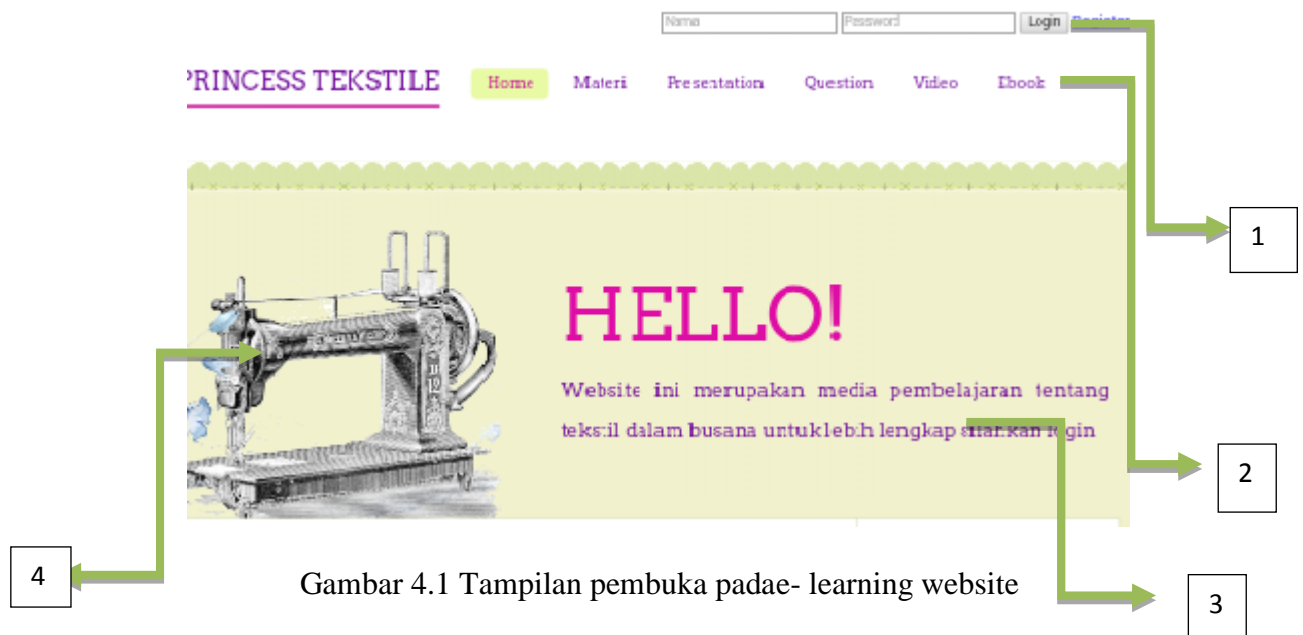 Nama Password Login Register
PRINCESS TEKSTILE Home Materi Presentation Question Video Ebook
1
HELLO!
Website ini merupakan media pembelajaran tentang
tekstil dalam busana untuk lebih lengkap silahkan login
2
4
Gambar 4.1 Tampilan pembuka padae- learning website
3